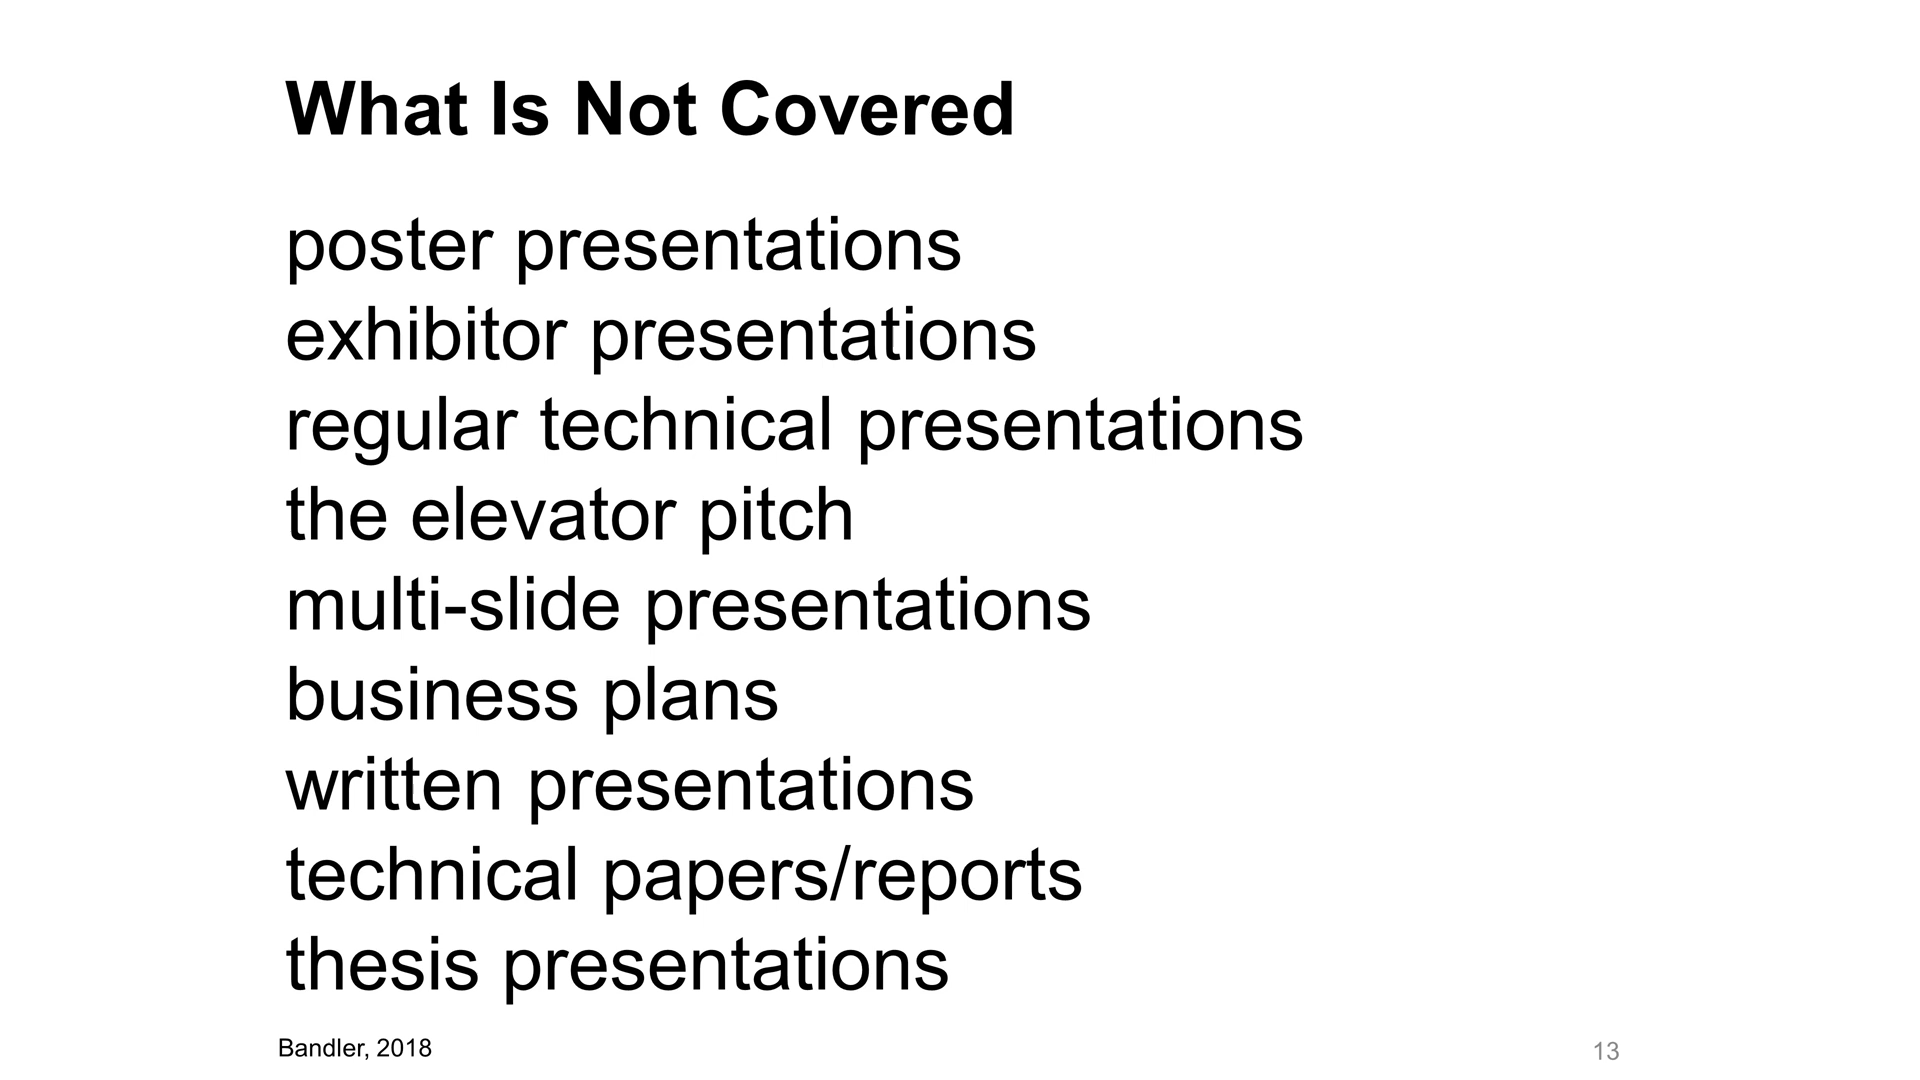 What Is Not Covered
poster presentations
exhibitor presentations
regular technical presentations
the elevator pitch
multi-slide presentations
business plans
written presentations
technical papers/reports
thesis presentations
Bandler, 2018
13